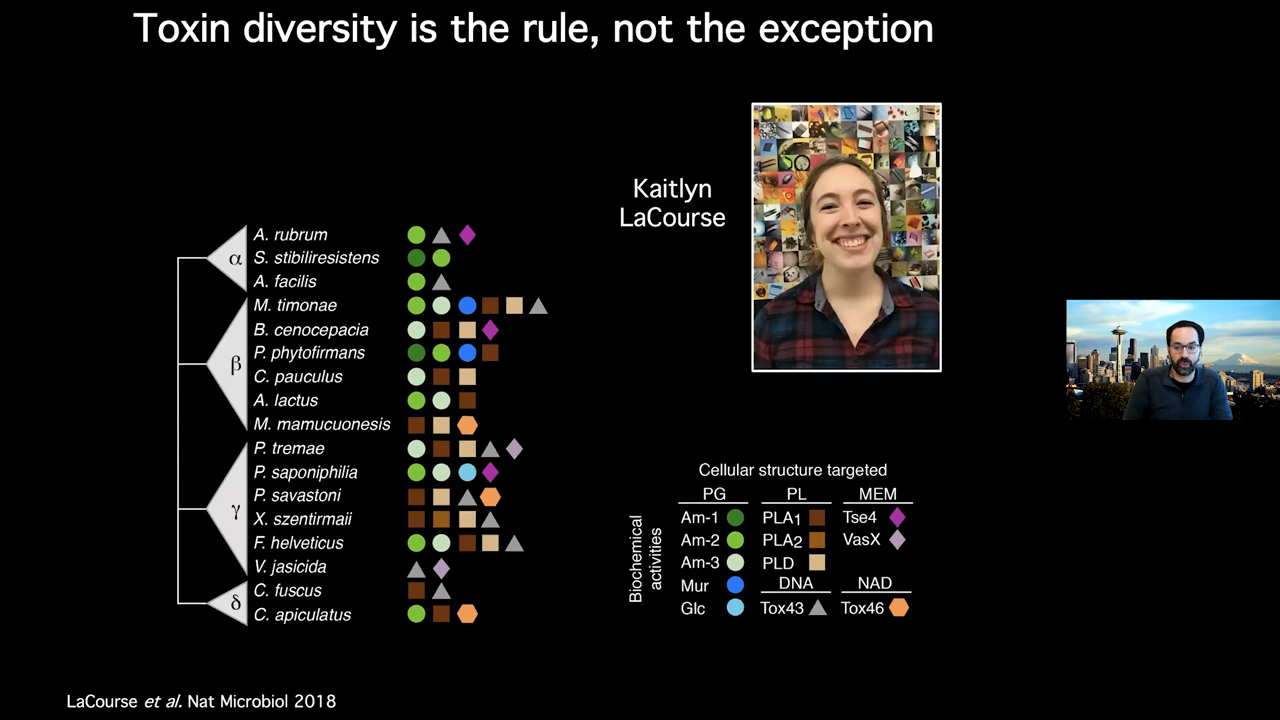 Toxin diversity is the rule, not the exception
Kaitlyn
LaCourse
α
A. rubrum
S. stibiliresistens
A. facilis
β
M. timonae
B. cenocepacia
P. phytofirmans
C. pauculus
A. lactus
M. mamucuonesis
γ
P. tremae
P. saponiphilia
P. savastoni
X. szentirmaii
F. helveticus
V. jasicida
δ
C. fuscus
C. apiculatus
Cellular structure targeted
Biochemical
activities
PG PL MEM
Am-1 PLA1 Tse4
Am-2 PLA2 VasX
Am-3 PLD
Mur DNA NAD
Glc Tox43 Tox46
LaCourse et al. Nat Microbiol 2018